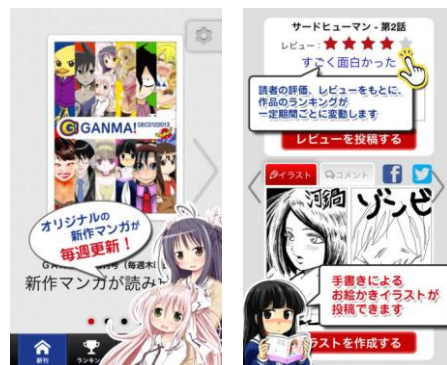 GANMA!
DEC012013
オリジナルの
新作マンガが
毎週更新！
新作マンガが読み
新刊
ランキン
サードヒューマン - 第2話
レビュー：★★★★★
すごく面白かった
読者の評価、レビューをもとに、
作品のランキングが
一定期間ごとに変動します
レビューを投稿する
イラスト
コメント
河鍋
ゾンビ
手書きによる
お絵かきイラストが
投稿できます
ラストを作成する